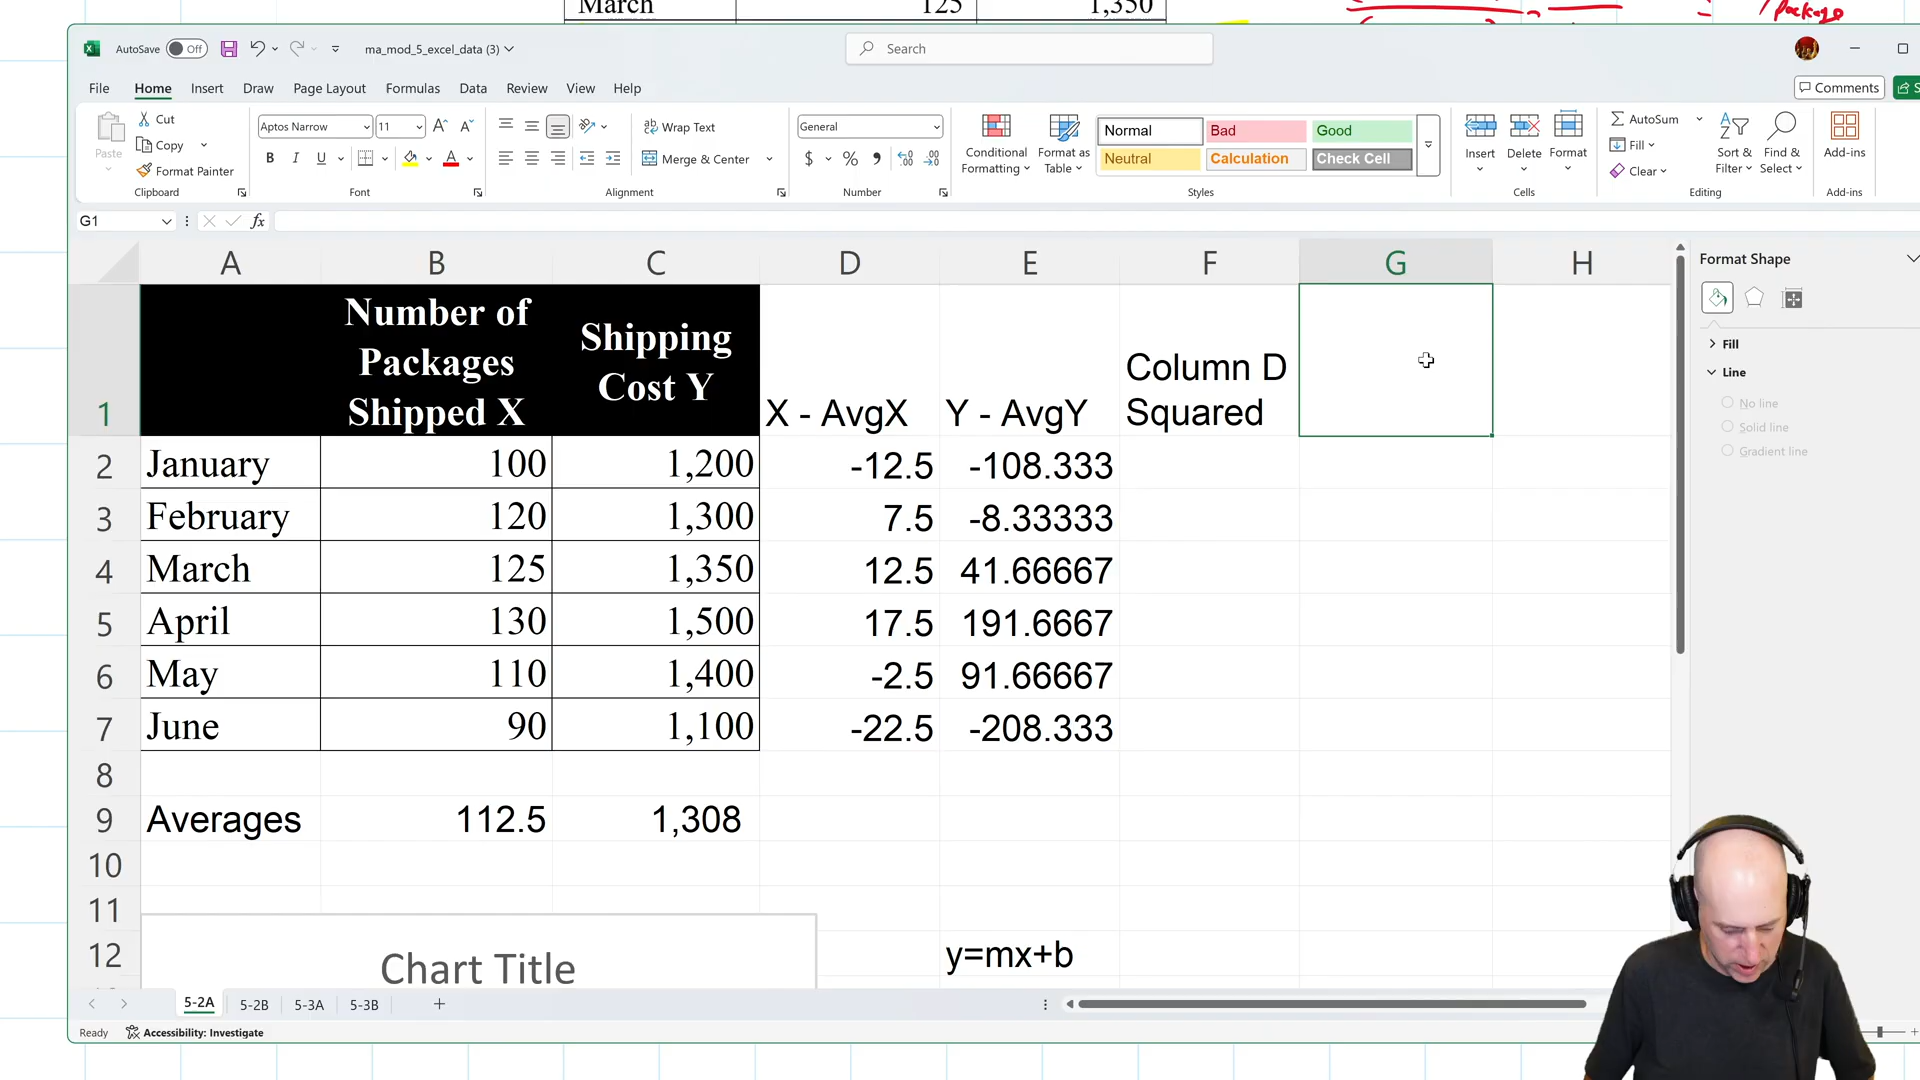 March 125 1,350
package
AutoSave Off ma_mod_5_excel_data (3) Search
File Home Insert Draw Page Layout Formulas Data Review View Help Comments S
Paste Cut Copy Format Painter Clipboard
Aptos Narrow 11 B I U A Font
Wrap Text Merge & Center Alignment
General $ % Number
Conditional Formatting Format as Table
Normal Bad Good
Neutral Calculation Check Cell
Styles
Insert Delete Format Cells
AutoSum Fill Clear Sort & Filter Find & Select Editing
Add-ins Add-ins
G1 fx
A B C D E F G H
1 Number of Packages Shipped X Shipping Cost Y X - AvgX Y - AvgY Column D Squared
2 January 100 1,200 -12.5 -108.333
3 February 120 1,300 7.5 -8.33333
4 March 125 1,350 12.5 41.66667
5 April 130 1,500 17.5 191.6667
6 May 110 1,400 -2.5 91.66667
7 June 90 1,100 -22.5 -208.333
8
9 Averages 112.5 1,308
10
11
12 y=mx+b
Chart Title
Format Shape
Fill
Line
No line
Solid line
Gradient line
5-2A 5-2B 5-3A 5-3B +
Ready Accessibility: Investigate